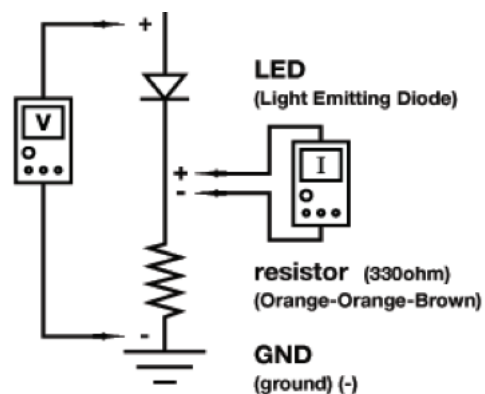 +
V
LED
(Light Emitting Diode)
+
-
I
resistor (330ohm)
(Orange-Orange-Brown)
-
GND
(ground) (-)